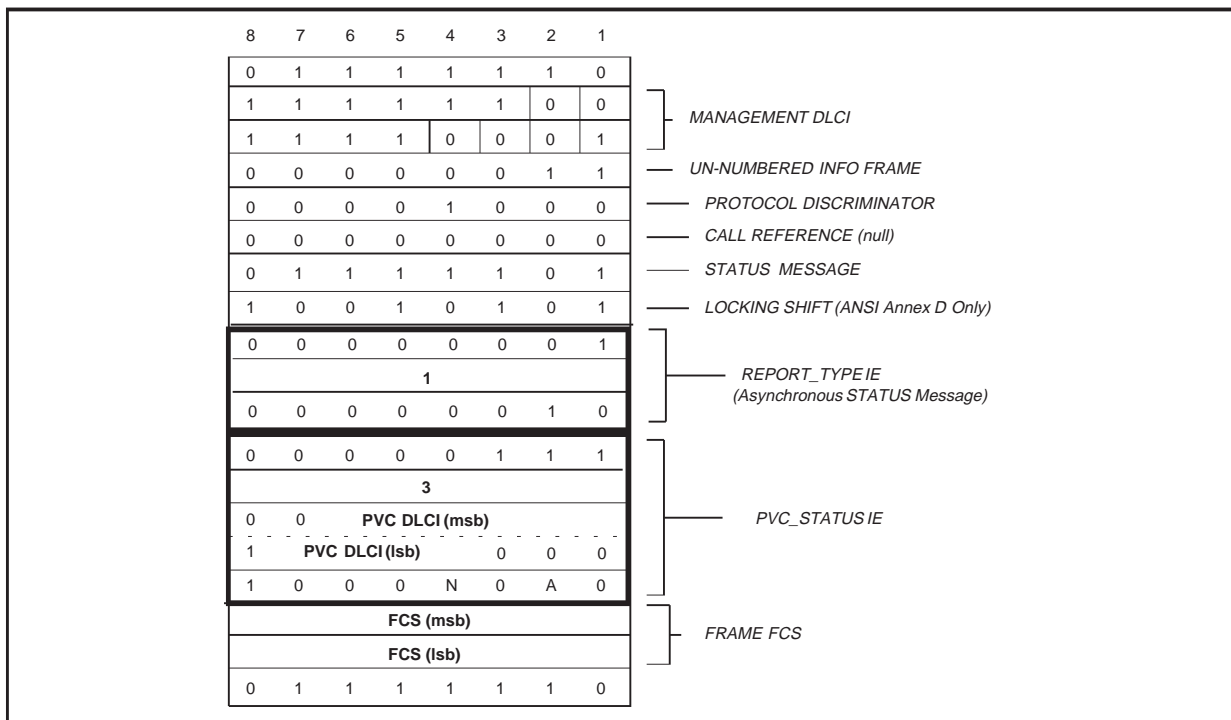 8 7 6 5 4 3 2 1
0 1 1 1 1 1 1 0
1 1 1 1 1 1 0 0
MANAGEMENT DLCI
1 1 1 1 0 0 0 1
0 0 0 0 0 0 1 1 UN-NUMBERED INFO FRAME
0 0 0 0 1 0 0 0 PROTOCOL DISCRIMINATOR
0 0 0 0 0 0 0 0 CALL REFERENCE (null)
0 1 1 1 1 1 0 1 STATUS MESSAGE
1 0 0 1 0 1 0 1 LOCKING SHIFT (ANSI Annex D Only)
0 0 0 0 0 0 0 1
1 REPORT_TYPE IE
(Asynchronous STATUS Message)
0 0 0 0 0 0 1 0
0 0 0 0 0 1 1 1
3
0 0 PVC DLCI (msb) PVC_STATUS IE
1 PVC DLCI (lsb) 0 0 0
1 0 0 0 N 0 A 0
FCS (msb)
FRAME FCS
FCS (lsb)
0 1 1 1 1 1 1 0